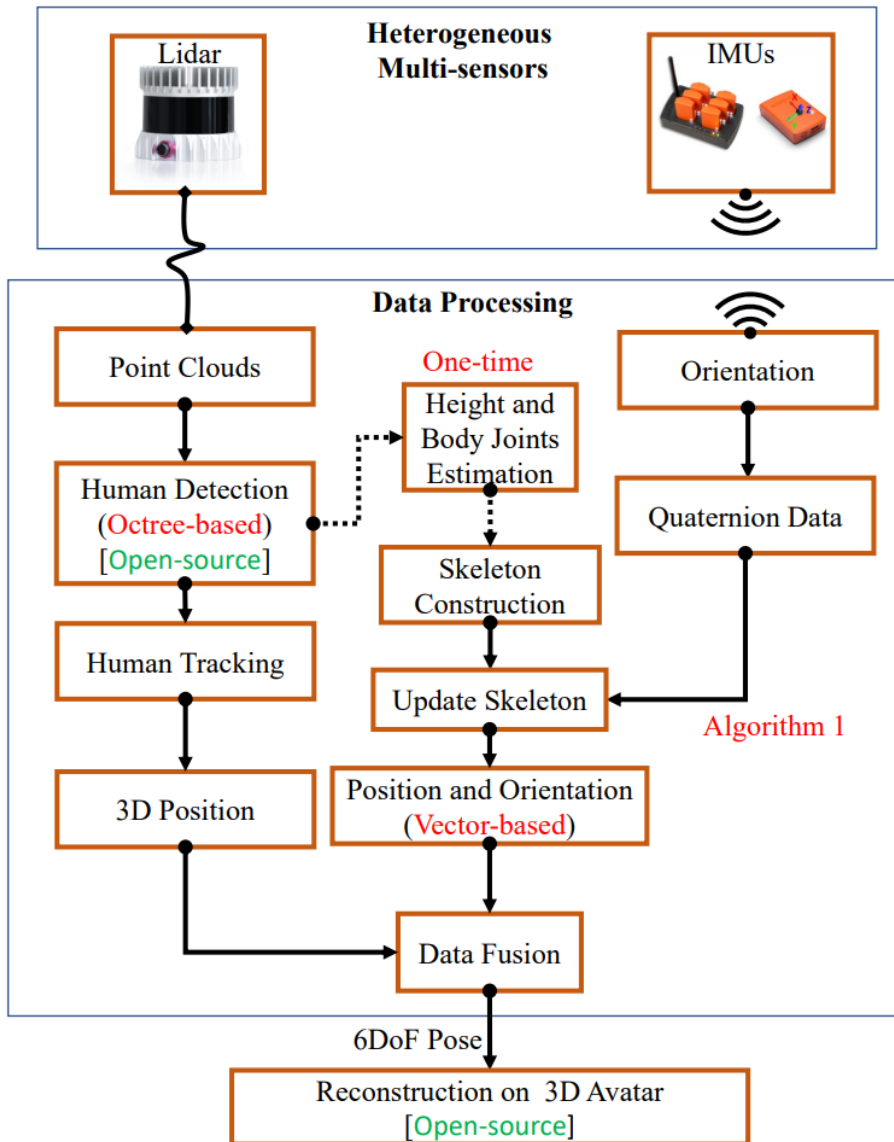 Heterogeneous
Multi-sensors
Lidar
IMUs
Data Processing
Point Clouds
One-time
Orientation
Height and
Body Joints
Estimation
Human Detection
(Octree-based)
[Open-source]
Quaternion Data
Skeleton
Construction
Human Tracking
Update Skeleton
Algorithm 1
3D Position
Position and Orientation
(Vector-based)
Data Fusion
6DoF Pose
Reconstruction on 3D Avatar
[Open-source]